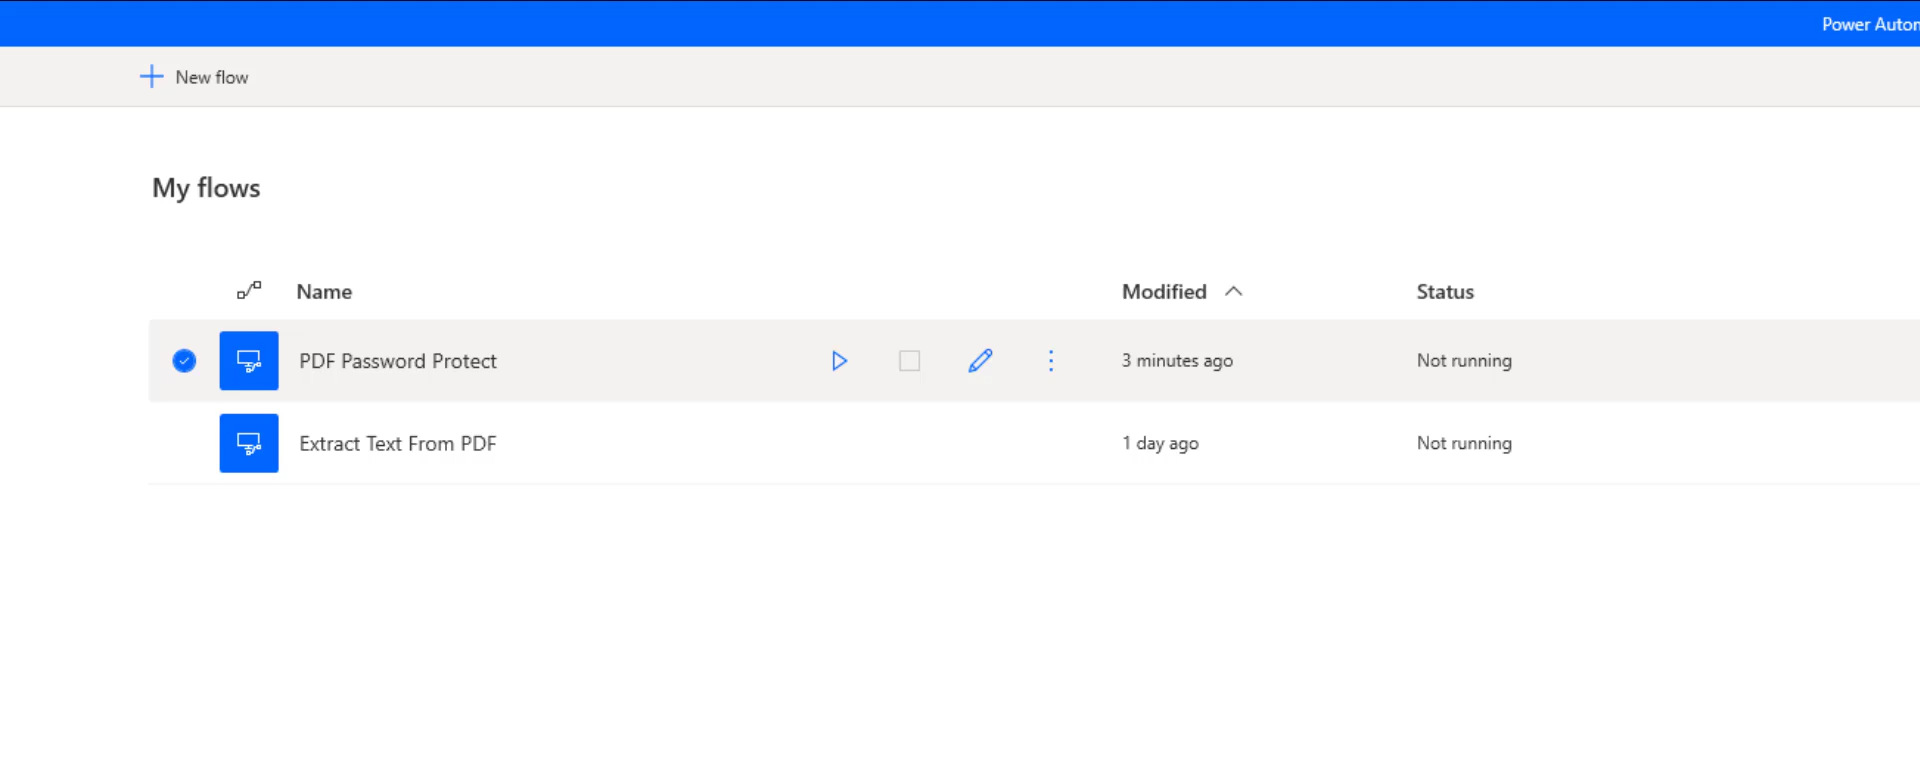 Power Autom
New flow
My flows
Name Modified Status
PDF Password Protect 3 minutes ago Not running
Extract Text From PDF 1 day ago Not running